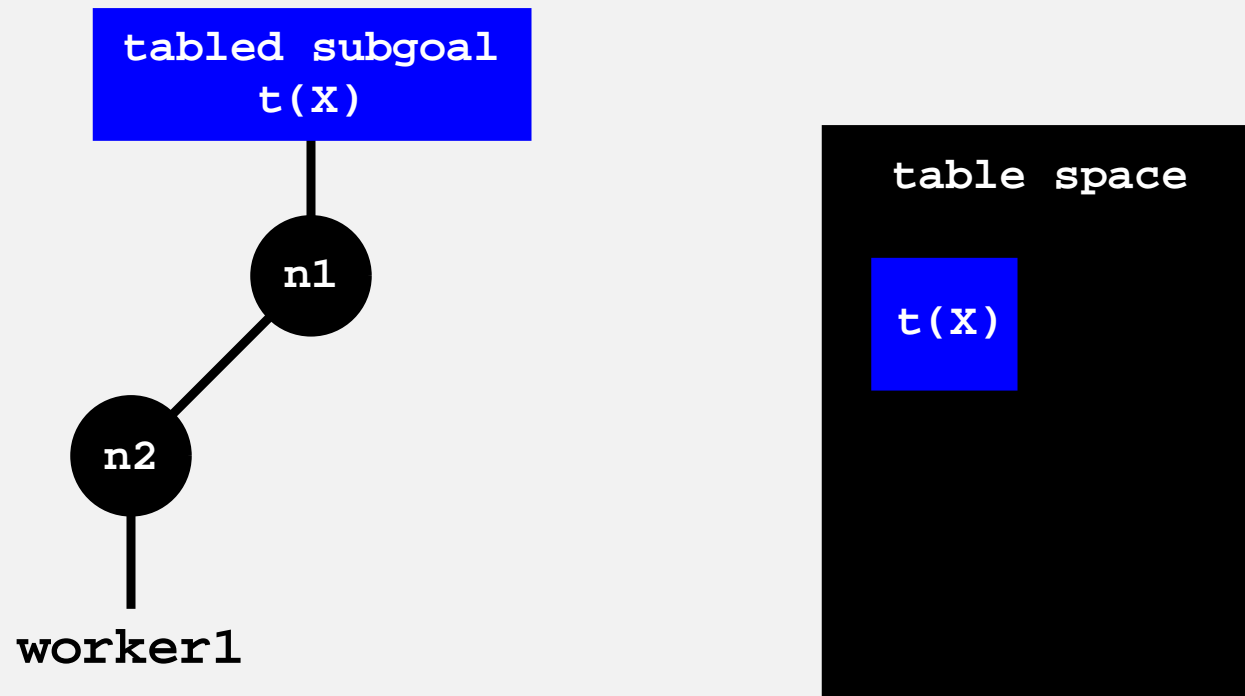 tabled subgoal
t(X)
n1
n2
worker1
table space
t(X)